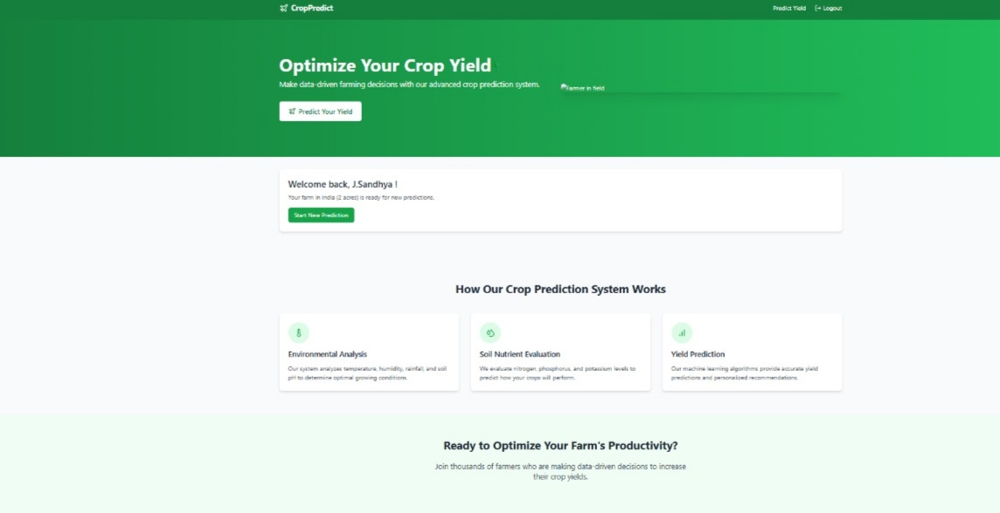 CropPredict
Predict Yield
Logout
Optimize Your Crop Yield
Make data-driven farming decisions with our advanced crop prediction system.
Farmer in field
Predict Your Yield
Welcome back, J.Sandhya !
Your farm in india (2 acres) is ready for new predictions.
Start New Prediction
How Our Crop Prediction System Works
Environmental Analysis
Our system analyzes temperature, humidity, rainfall, and soil
pH to determine optimal growing conditions.
Soil Nutrient Evaluation
We evaluate nitrogen, phosphorus, and potassium levels to
predict how your crops will perform.
Yield Prediction
Our machine learning algorithms provide accurate yield
predictions and personalized recommendations.
Ready to Optimize Your Farm's Productivity?
Join thousands of farmers who are making data-driven decisions to increase
their crop yields.